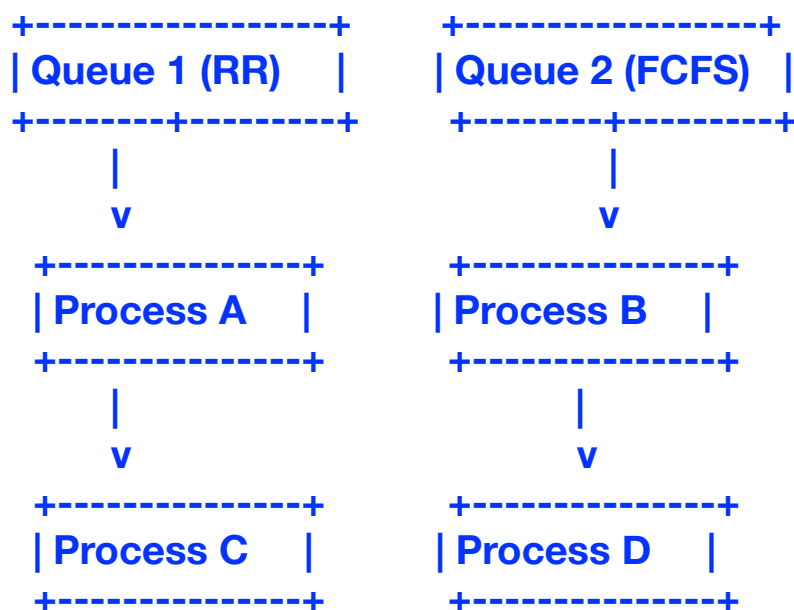 +-----------------+ +-----------------+
| Queue 1 (RR) | | Queue 2 (FCFS) |
+--------+---------+ +--------+---------+
| |
v v
+--------------+ +--------------+
| Process A | | Process B |
+--------------+ +--------------+
| |
v v
+--------------+ +--------------+
| Process C | | Process D |
+--------------+ +--------------+